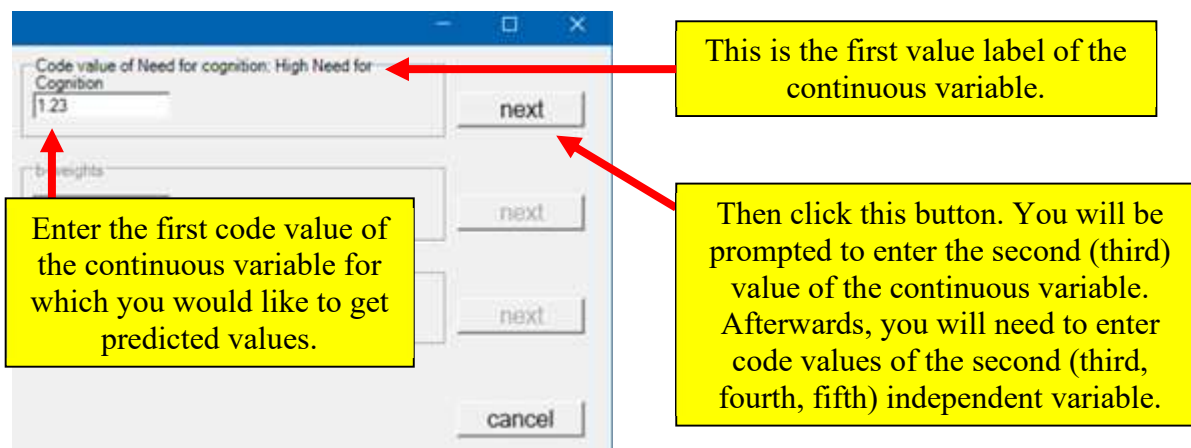 Code value of Need for cognition: High Need for
Cognition
1.23
next
This is the first value label of the
continuous variable.
next
Enter the first code value of
the continuous variable for
which you would like to get
predicted values.
Then click this button. You will be
prompted to enter the second (third)
value of the continuous variable.
Afterwards, you will need to enter
code values of the second (third,
fourth, fifth) independent variable.
next
cancel